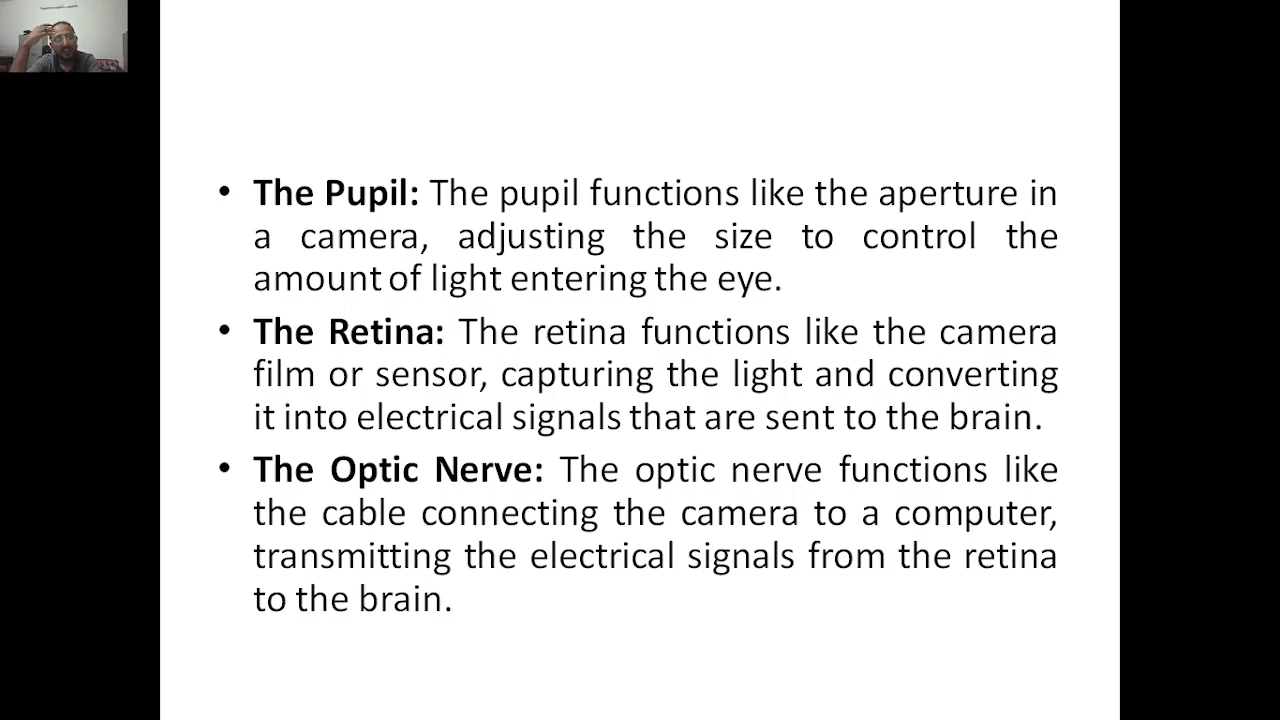 • The Pupil: The pupil functions like the aperture in
a camera, adjusting the size to control the
amount of light entering the eye.
• The Retina: The retina functions like the camera
film or sensor, capturing the light and converting
it into electrical signals that are sent to the brain.
• The Optic Nerve: The optic nerve functions like
the cable connecting the camera to a computer,
transmitting the electrical signals from the retina
to the brain.